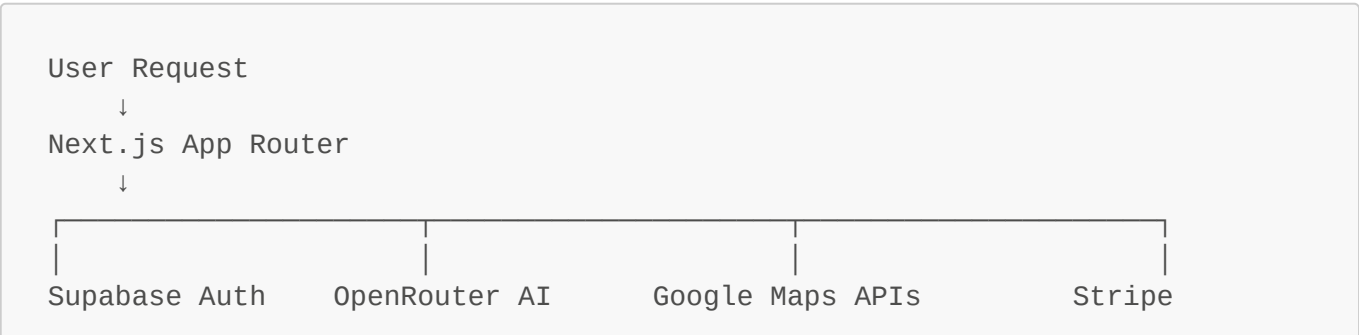 User Request
↓
Next.js App Router
↓
Supabase Auth OpenRouter AI Google Maps APIs Stripe